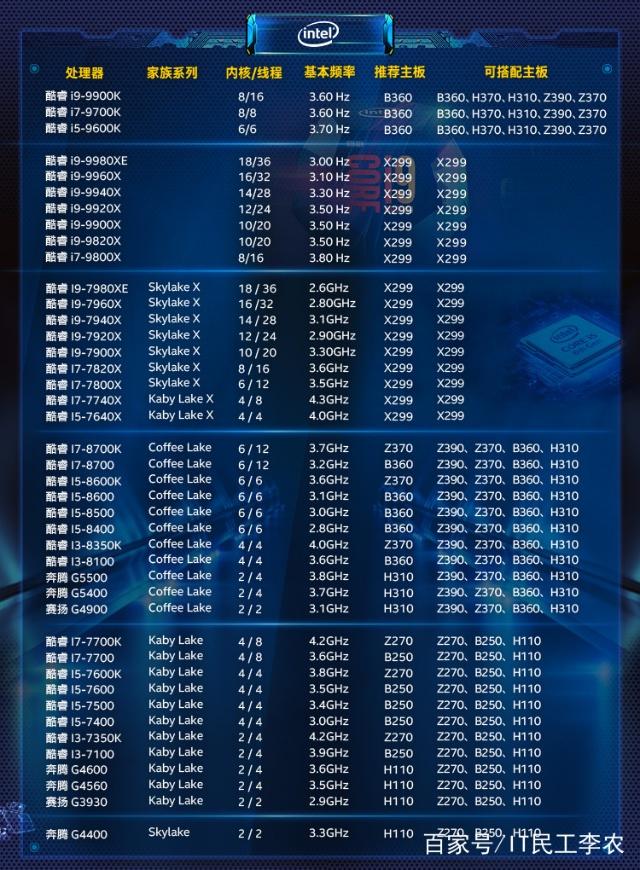 intel
处理器 家族系列 内核/线程 基本频率 推荐主板 可搭配主板
酷睿 i9-9900K 8/16 3.60 Hz B360 B360、H370、H310、Z390、Z370
酷睿 i7-9700K 8/8 3.60 Hz B360 B360、H370、H310、Z390、Z370
酷睿 i5-9600K 6/6 3.70 Hz B360 B360、H370、H310、Z390、Z370
酷睿 i9-9980XE 18/36 3.00 Hz X299 X299
酷睿 i9-9960X 16/32 3.10 Hz X299 X299
酷睿 i9-9940X 14/28 3.30 Hz X299 X299
酷睿 i9-9920X 12/24 3.50 Hz X299 X299
酷睿 i9-9900X 10/20 3.50 Hz X299 X299
酷睿 i9-9820X 10/20 3.50 Hz X299 X299
酷睿 i7-9800X 8/16 3.80 Hz X299 X299
酷睿 I9-7980XE Skylake X 18 / 36 2.6GHz X299 X299
酷睿 I9-7960X Skylake X 16 /32 2.80GHz X299 X299
酷睿 i9-7940X Skylake X 14 / 28 3.1GHz X299 X299
酷睿 I9-7920X Skylake X 12 / 24 2.90GHz X299 X299
酷睿 I9-7900X Skylake X 10 / 20 3.30GHz X299 X299
酷睿 I7-7820X Skylake X 8 / 16 3.6GHz X299 X299
酷睿 I7-7800X Skylake X 6 / 12 3.5GHz X299 X299
酷睿 I7-7740X Kaby Lake X 4 / 8 4.3GHz X299 X299
酷睿 I5-7640X Kaby Lake X 4 / 4 4.0GHz X299 X299
酷睿 I7-8700K Coffee Lake 6 / 12 3.7GHz Z370 Z390、Z370、B360、H310
酷睿 I7-8700 Coffee Lake 6 / 12 3.2GHz B360 Z390、Z370、B360、H310
酷睿 I5-8600K Coffee Lake 6 / 6 3.6GHz Z370 Z390、Z370、B360、H310
酷睿 I5-8600 Coffee Lake 6 / 6 3.1GHz B360 Z390、Z370、B360、H310
酷睿 I5-8500 Coffee Lake 6 / 6 3.0GHz B360 Z390、Z370、B360、H310
酷睿 I5-8400 Coffee Lake 6 / 6 2.8GHz B360 Z390、Z370、B360、H310
酷睿 I3-8350K Coffee Lake 4 / 4 4.0GHz Z370 Z390、Z370、B360、H310
酷睿 I3-8100 Coffee Lake 4 / 4 3.6GHz B360 Z390、Z370、B360、H310
奔腾 G5500 Coffee Lake 2 / 4 3.8GHz H310 Z390、Z370、B360、H310
奔腾 G5400 Coffee Lake 2 / 4 3.7GHz H310 Z390、Z370、B360、H310
赛扬 G4900 Coffee Lake 2 / 2 3.1GHz H310 Z390、Z370、B360、H310
酷睿 I7-7700K Kaby Lake 4 / 8 4.2GHz Z270 Z270、B250、H110
酷睿 I7-7700 Kaby Lake 4 / 8 3.6GHz B250 Z270、B250、H110
酷睿 I5-7600K Kaby Lake 4 / 4 3.8GHz Z270 Z270、B250、H110
酷睿 I5-7600 Kaby Lake 4 / 4 3.5GHz B250 Z270、B250、H110
酷睿 I5-7500 Kaby Lake 4 / 4 3.4GHz B250 Z270、B250、H110
酷睿 I5-7400 Kaby Lake 4 / 4 3.0GHz B250 Z270、B250、H110
酷睿 I3-7350K Kaby Lake 2 / 4 4.2GHz Z270 Z270、B250、H110
酷睿 I3-7100 Kaby Lake 2 / 4 3.9GHz B250 Z270、B250、H110
奔腾 G4600 Kaby Lake 2 / 4 3.6GHz H110 Z270、B250、H110
奔腾 G4560 Kaby Lake 2 / 4 3.5GHz H110 Z270、B250、H110
赛扬 G3930 Kaby Lake 2 / 2 2.9GHz H110 Z270、B250、H110
奔腾 G4400 Skylake 2 / 2 3.3GHz H110 Z270、B250、H110
百家号/IT民工李农